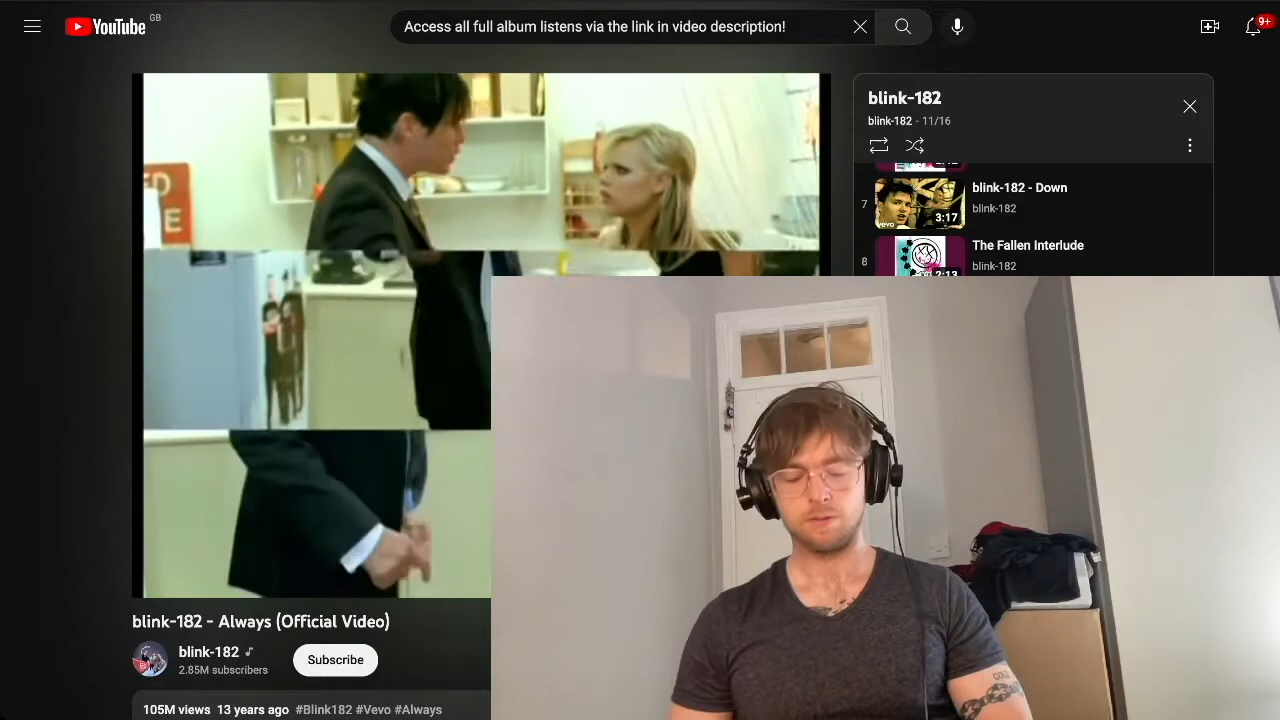 YouTube GB
Access all full album listens via the link in video description!
9+
blink-182
blink-182 - 11/16
7
blink-182 - Down
blink-182
3:17
vevo
8
The Fallen Interlude
blink-182
2:13
blink-182 - Always (Official Video)
blink-182
2.85M subscribers
Subscribe
105M views 13 years ago #Blink182 #Vevo #Always